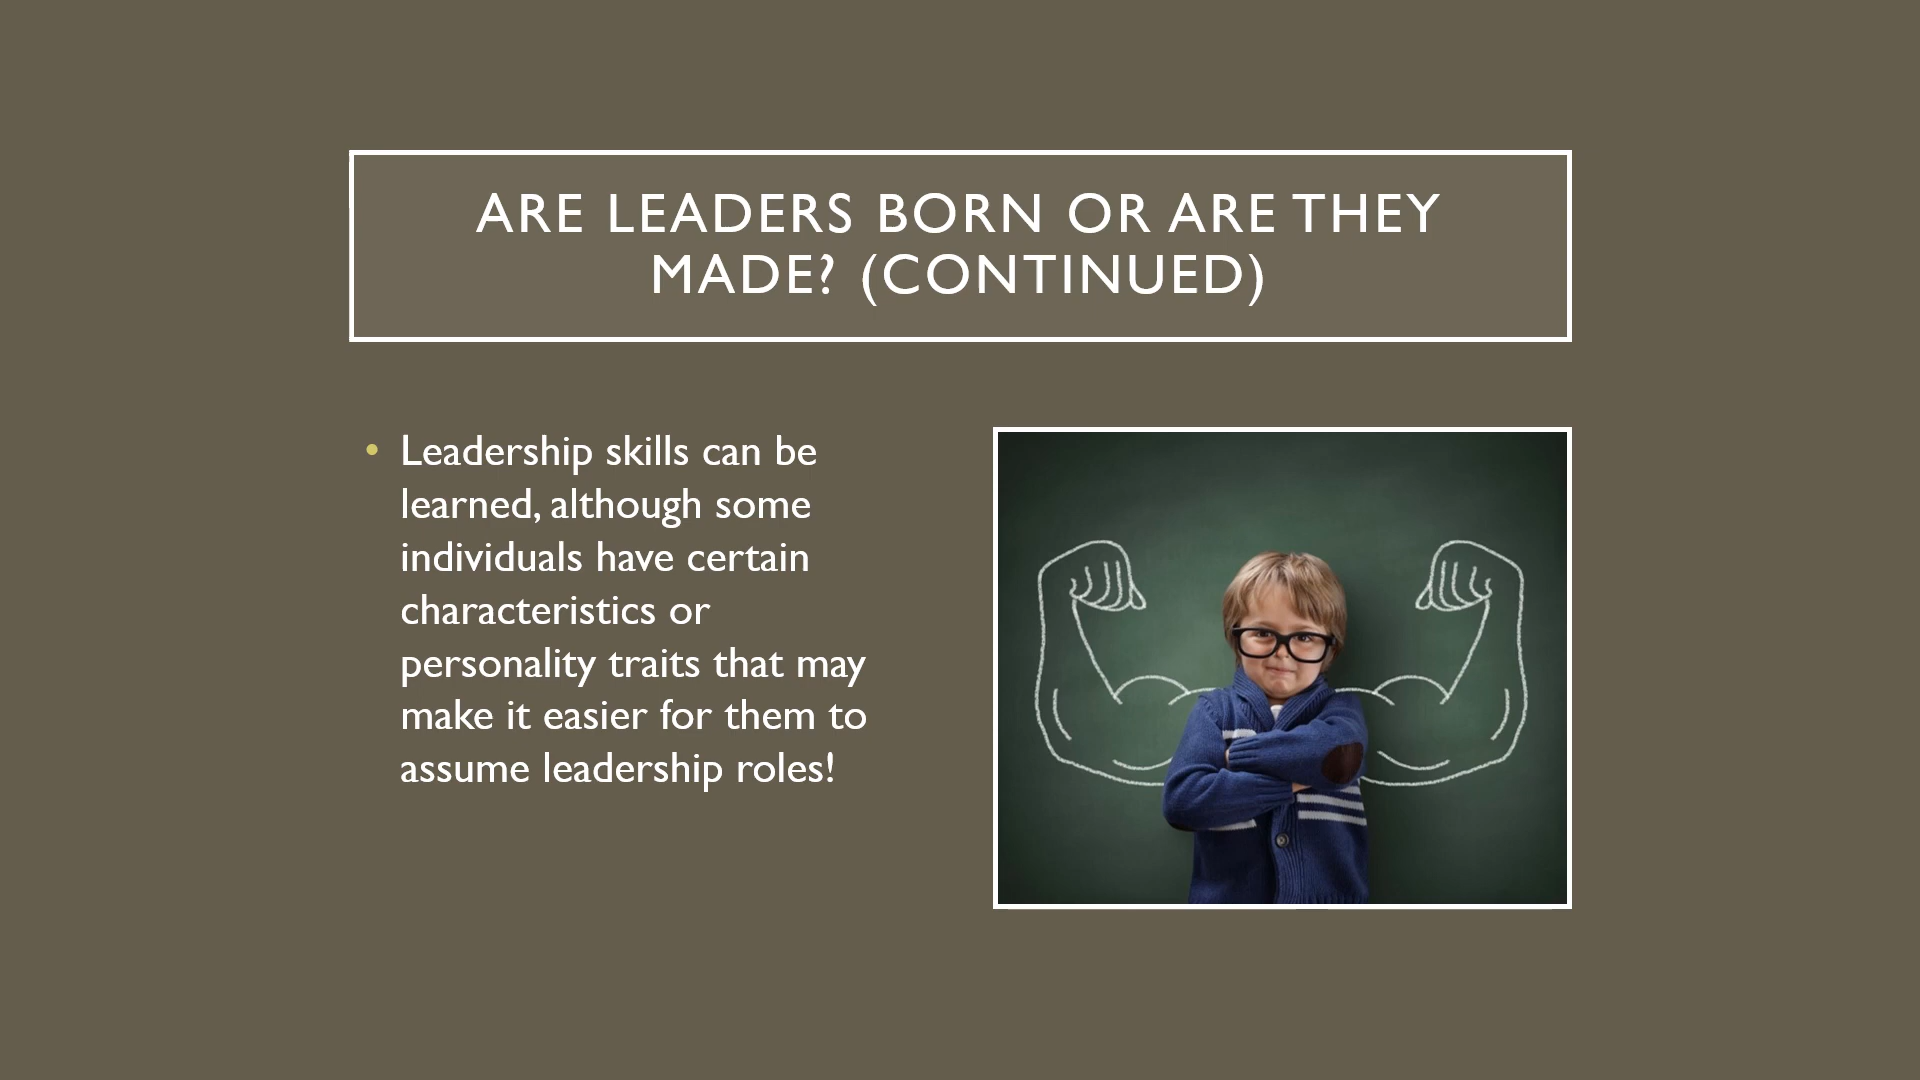 ARE LEADERS BORN OR ARE THEY
MADE? (CONTINUED)
• Leadership skills can be
learned, although some
individuals have certain
characteristics or
personality traits that may
make it easier for them to
assume leadership roles!